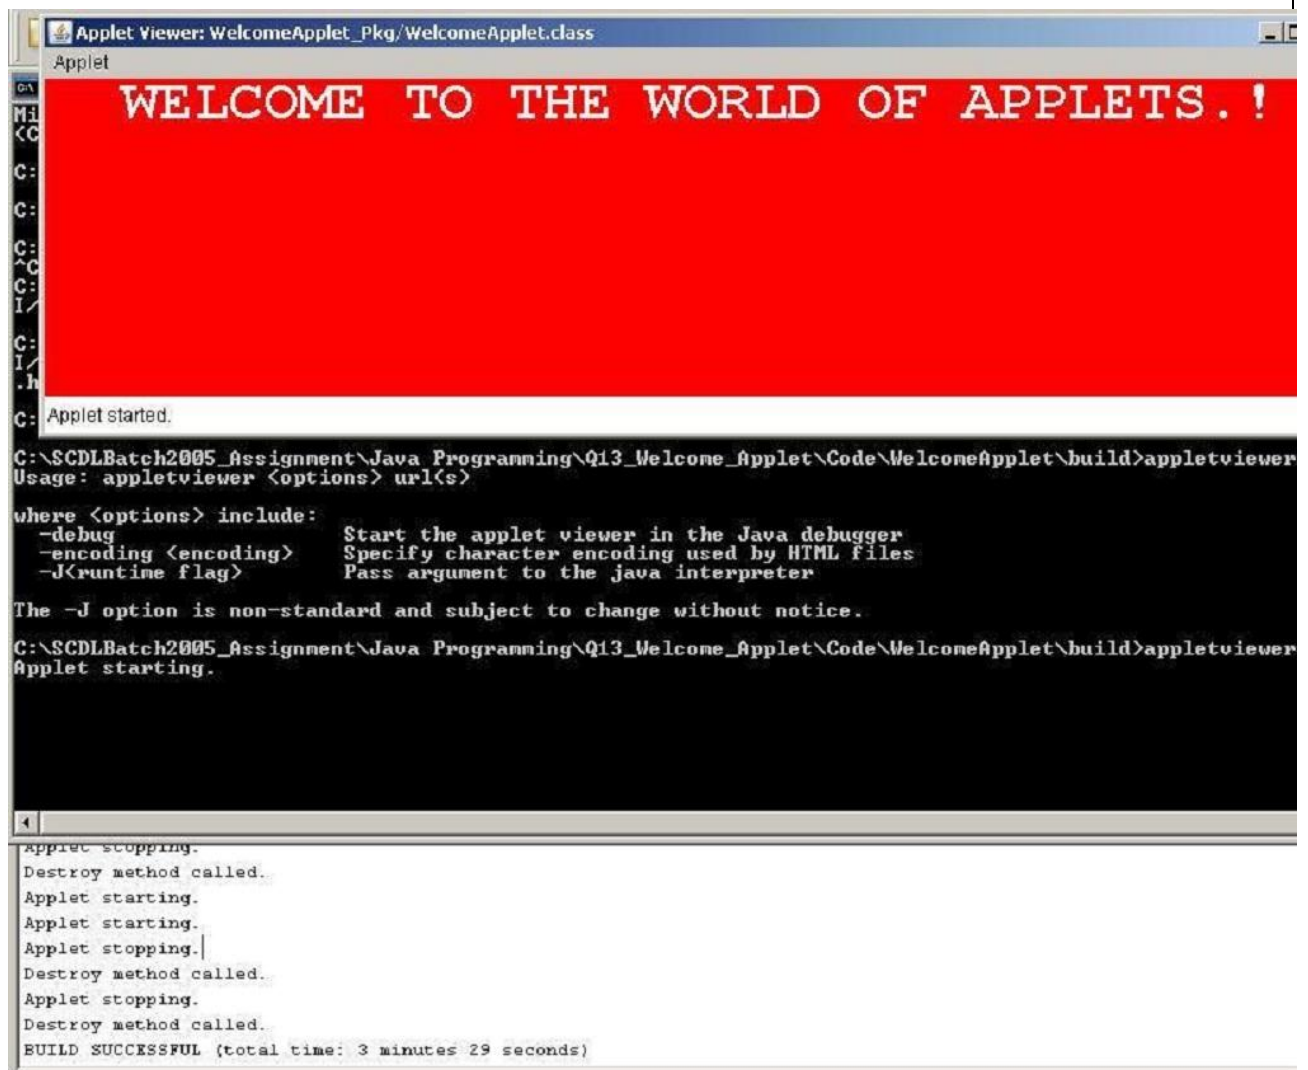 Applet Viewer: WelcomeApplet_Pkg/WelcomeApplet.class
Applet
WELCOME TO THE WORLD OF APPLETS.!
Mi
<C
C:
C:
C:
^C
C:
I/
C:
I/
.h
C:
Applet started.
C:\SCDLBatch2005_Assignment\Java Programming\Q13_Welcome_Applet\Code\WelcomeApplet\build>appletviewer
Usage: appletviewer <options> url(s)
where <options> include:
-debug Start the applet viewer in the Java debugger
-encoding <encoding> Specify character encoding used by HTML files
-J<runtime flag> Pass argument to the java interpreter
The -J option is non-standard and subject to change without notice.
C:\SCDLBatch2005_Assignment\Java Programming\Q13_Welcome_Applet\Code\WelcomeApplet\build>appletviewer
Applet starting.
Applet stopping.
Destroy method called.
Applet starting.
Applet starting.
Applet stopping.
Destroy method called.
Applet stopping.
Destroy method called.
BUILD SUCCESSFUL (total time: 3 minutes 29 seconds)